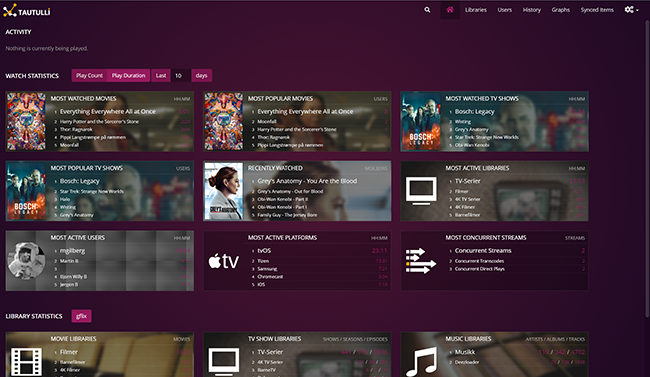 TAUTULLI
Libraries Users History Graphs Synced Items
ACTIVITY
Nothing is currently being played.
WATCH STATISTICS Play Count Play Duration Last 10 days
MOST WATCHED MOVIES HH:MM
1 Everything Everywhere All at Once
2 Harry Potter and the Sorcerer's Stone
3 Thor: Ragnarok
4 Pippi Langstrømpe på rømmen
5 Moonfall
MOST POPULAR MOVIES USERS
1 Everything Everywhere All at Once
2 Moonfall
3 Harry Potter and the Sorcerer's Stone
4 Thor: Ragnarok
5 Pippi Langstrømpe på rømmen
MOST WATCHED TV SHOWS HH:MM
BOSCH:
LEGACY
1 Bosch: Legacy
2 Wisting
3 Grey's Anatomy
4 Star Trek: Strange New Worlds
5 Obi-Wan Kenobi
MOST POPULAR TV SHOWS USERS
BOSCH:
LEGACY
1 Bosch: Legacy
2 Star Trek: Strange New Worlds
3 Halo
4 Wisting
5 Grey's Anatomy
RECENTLY WATCHED
1 Grey's Anatomy - You Are the Blood
2 Grey's Anatomy - Out for Blood
3 Obi-Wan Kenobi - Part II
4 Obi-Wan Kenobi - Part I
5 Family Guy - The Jersey Bore
MOST ACTIVE LIBRARIES HH:MM
1 TV-Serier
2 Filmer
3 4K TV Serier
4 4K Filmer
5 Barnefilmer
MOST ACTIVE USERS HH:MM
1 mgilberg
2 Martin B
3
4 Bjørn Willy B
5 Jørgen B
MOST ACTIVE PLATFORMS HH:MM
tv
1 tvOS 23:11
2 Tizen
3 Samsung
4 Chromecast
5 iOS
MOST CONCURRENT STREAMS STREAMS
1 Concurrent Streams 2
2 Concurrent Transcodes
3 Concurrent Direct Plays
LIBRARY STATISTICS gflix
MOVIE LIBRARIES MOVIES
1 Filmer
2 Barnefilmer
3 4K Filmer
TV SHOW LIBRARIES SHOWS / SEASONS / EPISODES
1 TV-Serier
2 4K TV Serier
3 BarneTV
MUSIC LIBRARIES ARTISTS / ALBUMS / TRACKS
1 Musikk
2 Deezloader